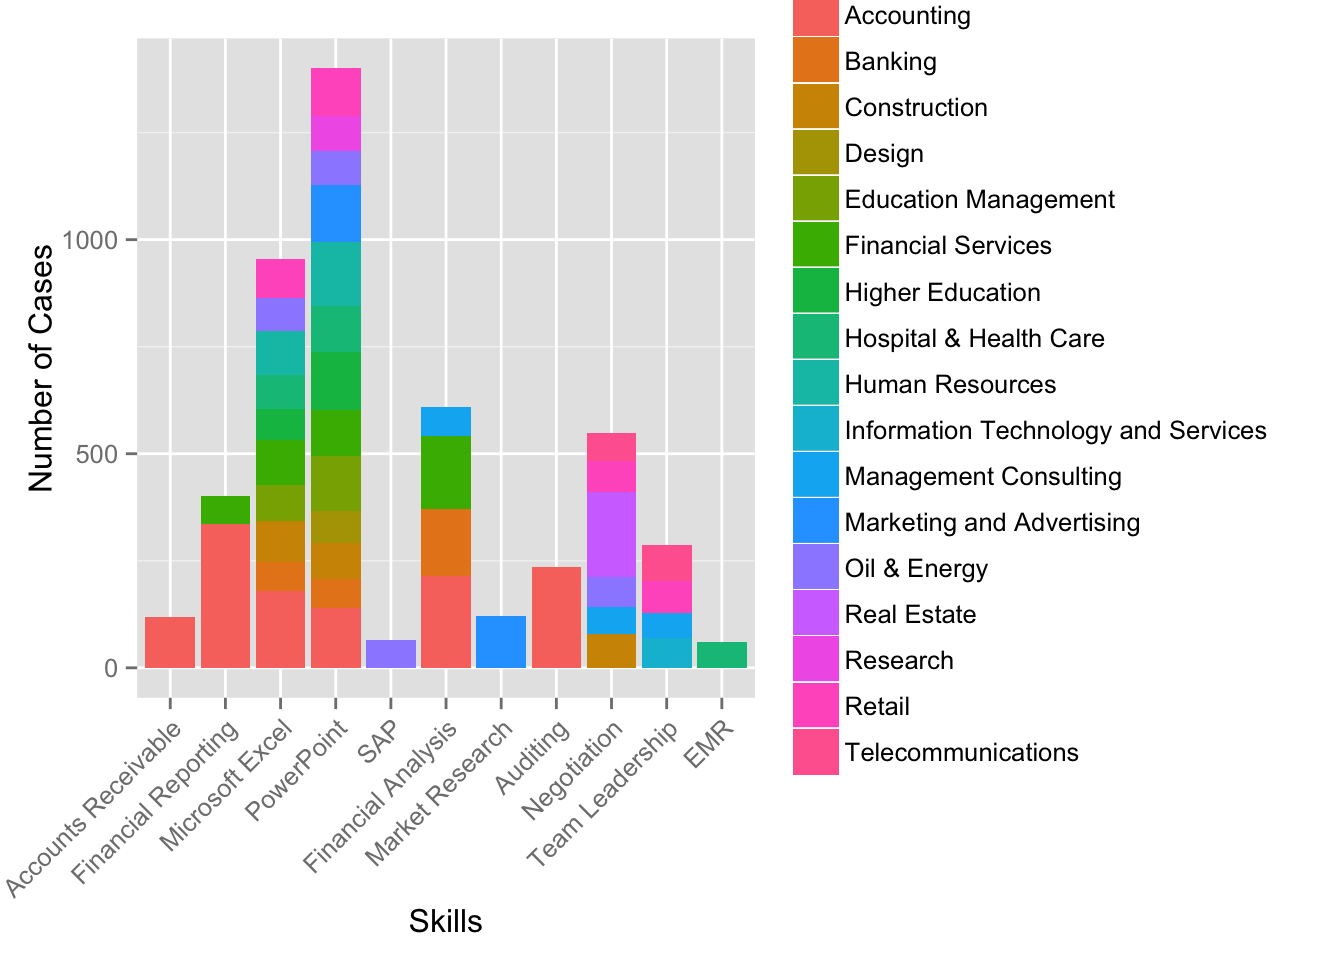 Number of Cases
1000
500
0
Accounts Receivable
Financial Reporting
Microsoft Excel
PowerPoint
SAP
Financial Analysis
Market Research
Auditing
Negotiation
Team Leadership
EMR
Skills
Accounting
Banking
Construction
Design
Education Management
Financial Services
Higher Education
Hospital & Health Care
Human Resources
Information Technology and Services
Management Consulting
Marketing and Advertising
Oil & Energy
Real Estate
Research
Retail
Telecommunications